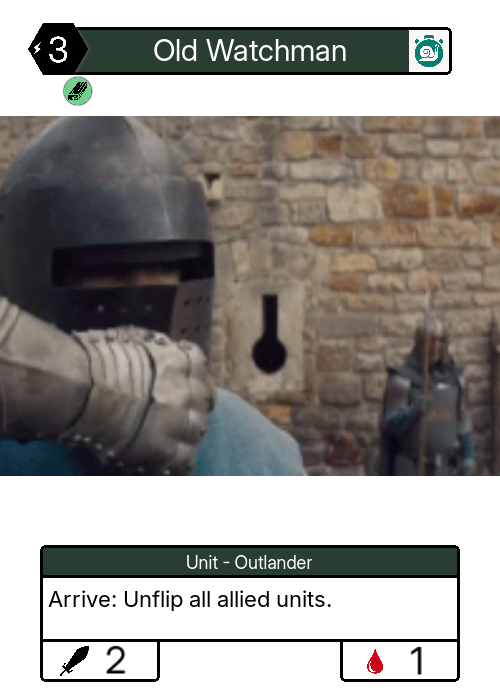 3
Old Watchman
Unit - Outlander
Arrive: Unflip all allied units.
2
1